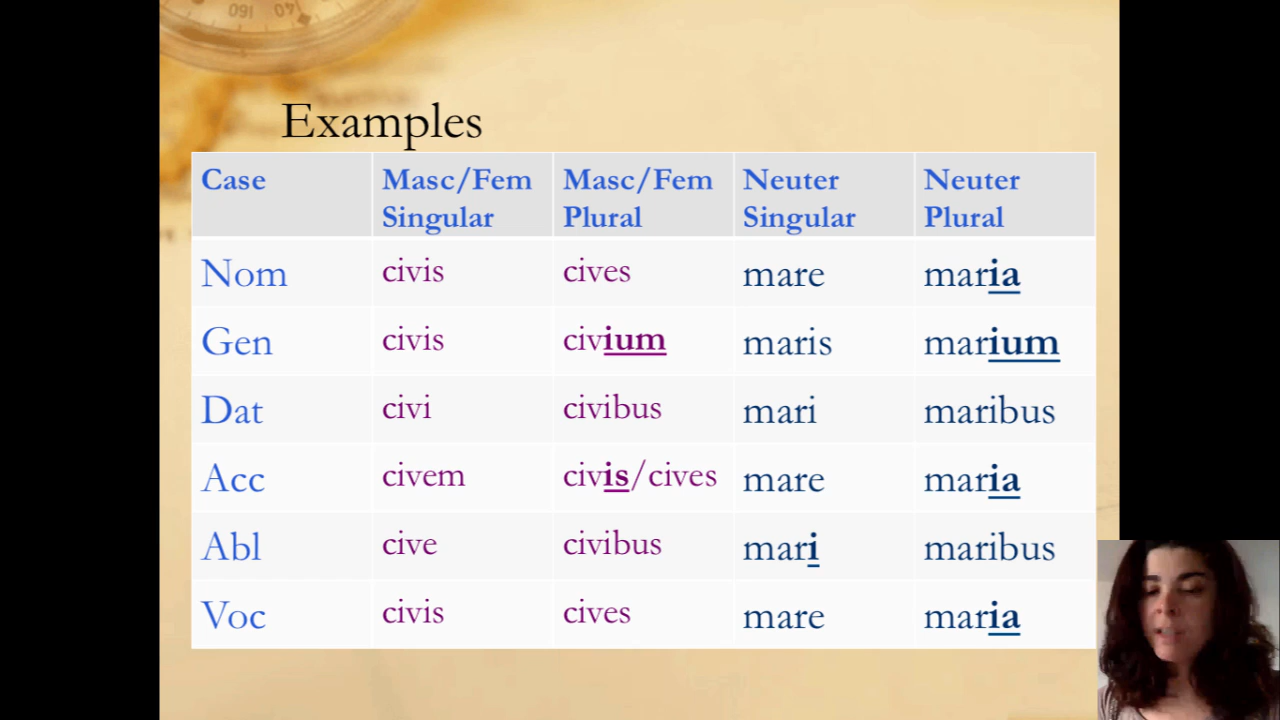 160
40
Examples
Case Masc/Fem Singular Masc/Fem Plural Neuter Singular Neuter Plural
Nom civis cives mare maria
Gen civis civium maris marium
Dat civi civibus mari maribus
Acc civem civis/cives mare maria
Abl cive civibus mari maribus
Voc civis cives mare maria